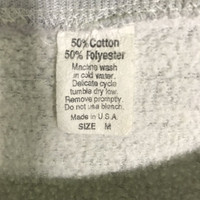 50% Cotton
50% Polyester
Machine wash
in cold water.
Delicate cycle
tumble dry low.
Remove promptly.
Do not use bleach.
Made in U.S.A
SIZE M